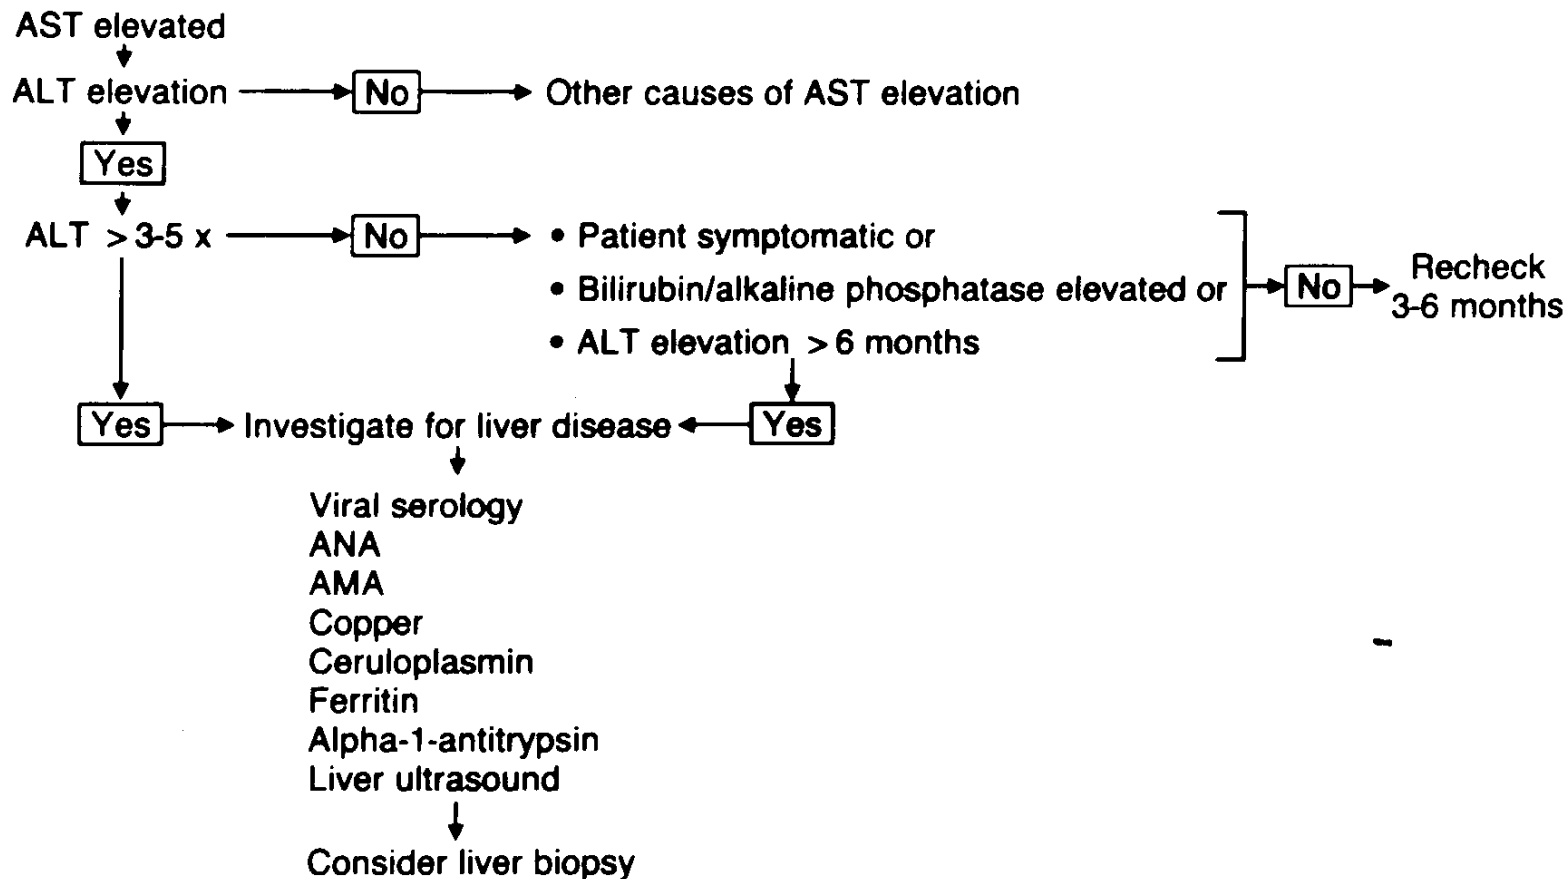 AST elevated
ALT elevation No Other causes of AST elevation
Yes
ALT > 3-5 x No • Patient symptomatic or
• Bilirubin/alkaline phosphatase elevated or No Recheck
3-6 months
• ALT elevation > 6 months
Yes Investigate for liver disease Yes
Viral serology
ANA
AMA
Copper
Ceruloplasmin
Ferritin
Alpha-1-antitrypsin
Liver ultrasound
Consider liver biopsy